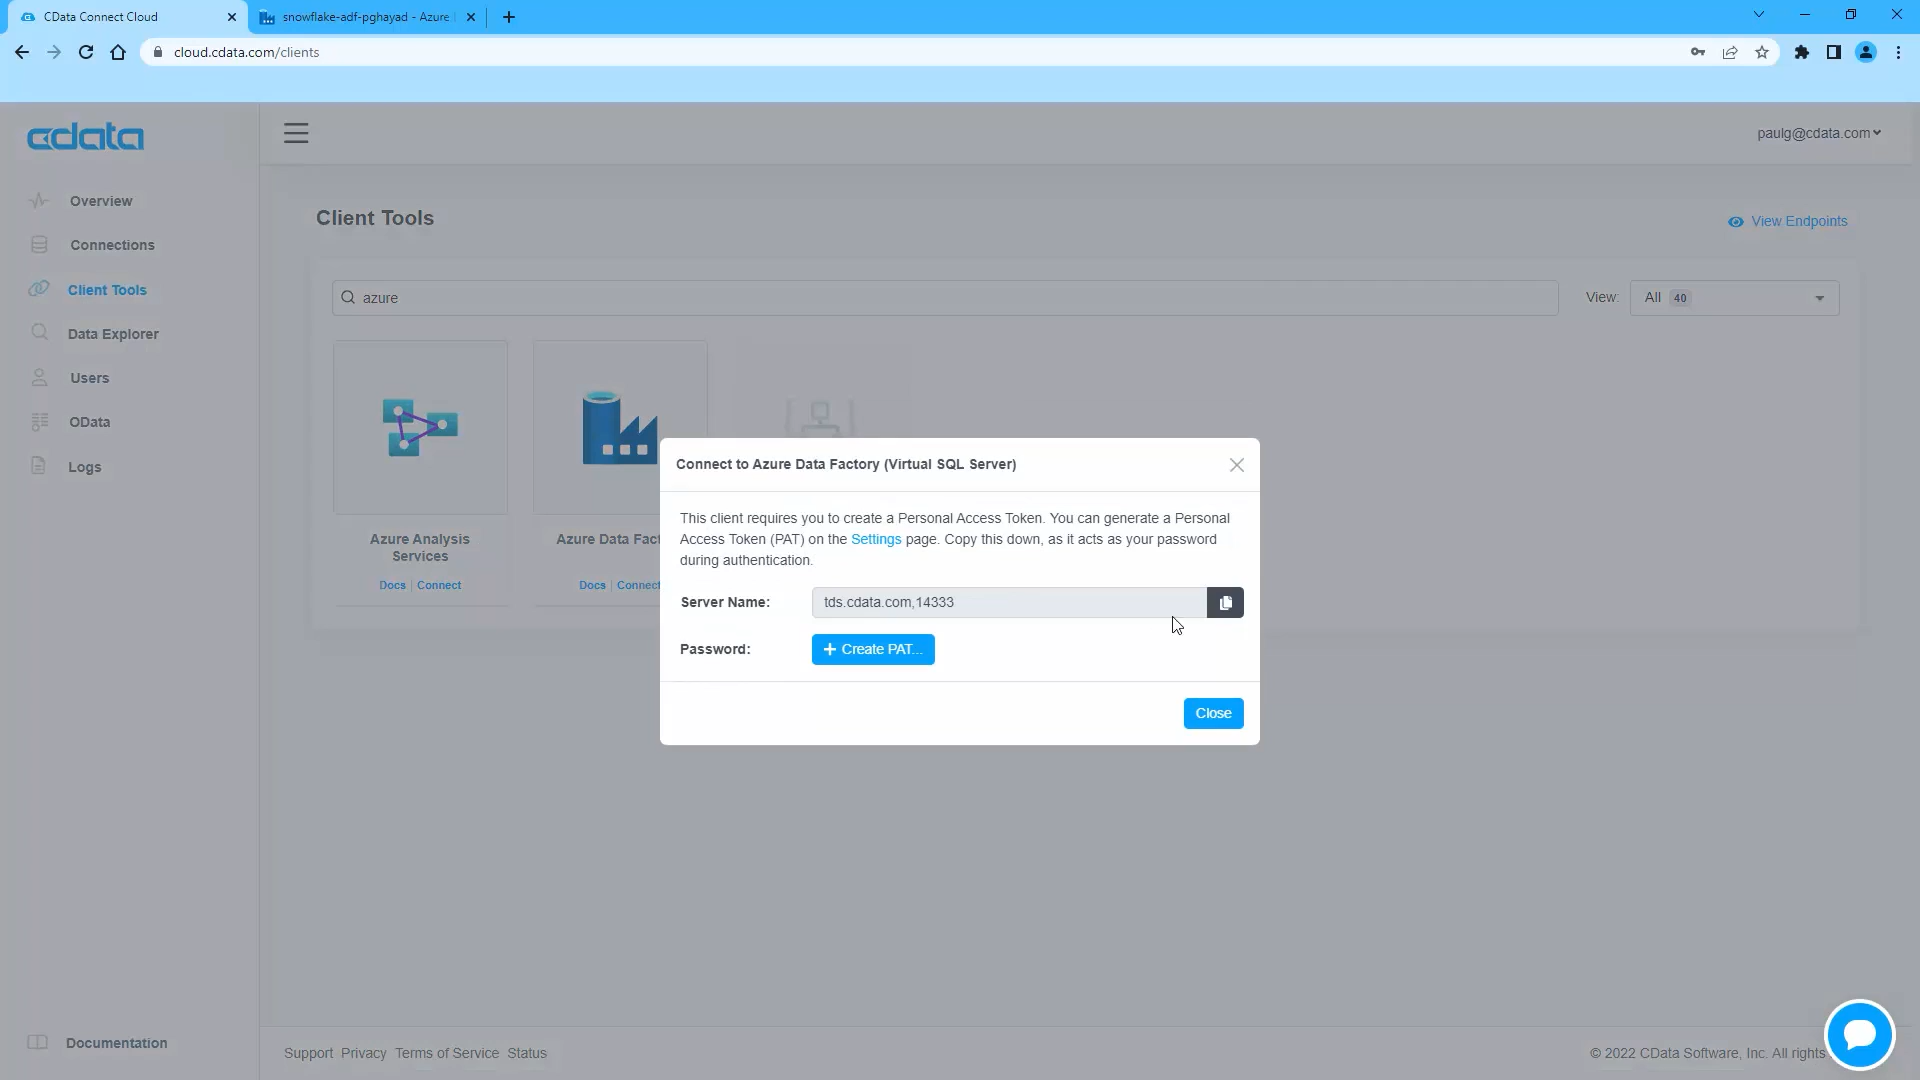 CData Connect Cloud
snowflake-adf-pghayad - Azure
cloud.cdata.com/clients
cdata
paulg@cdata.com
Overview
Connections
Client Tools
Data Explorer
Users
OData
Logs
Documentation
Client Tools
View Endpoints
azure
View:
All 40
Azure Analysis
Services
Docs | Connect
Azure Data Fact
Docs | Connect
Connect to Azure Data Factory (Virtual SQL Server)
This client requires you to create a Personal Access Token. You can generate a Personal
Access Token (PAT) on the Settings page. Copy this down, as it acts as your password
during authentication.
Server Name:
tds.cdata.com,14333
Password:
+ Create PAT...
Close
Support Privacy Terms of Service Status
© 2022 CData Software, Inc. All rights